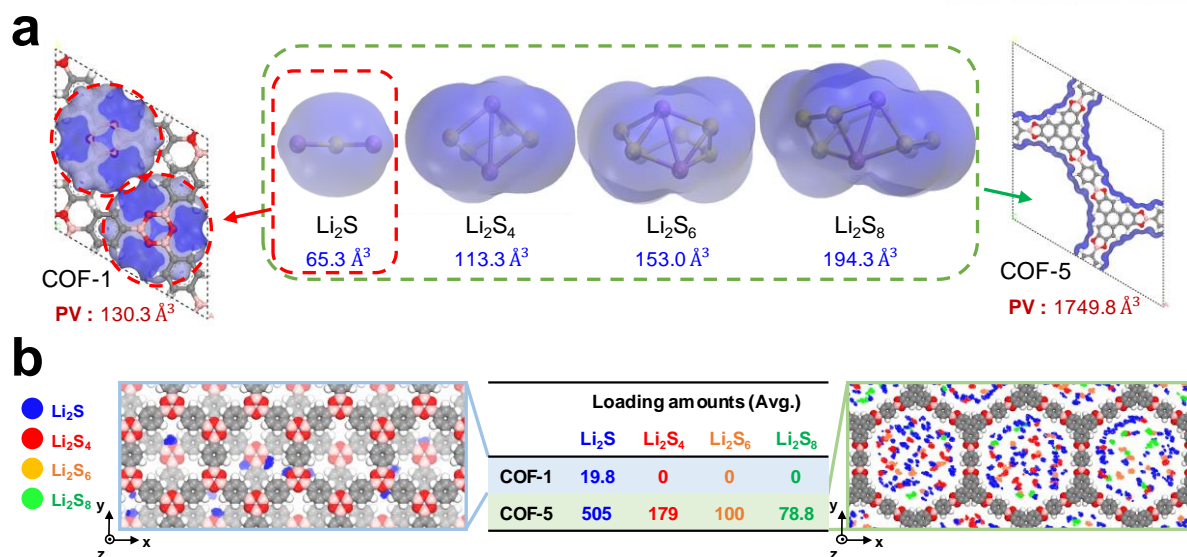 a
Li₂S
65.3 Å³
Li₂S₄
113.3 Å³
Li₂S₆
153.0 Å³
Li₂S₈
194.3 Å³
COF-1
PV : 130.3 Å³
COF-5
PV : 1749.8 Å³
b
Li₂S
Li₂S₄
Li₂S₆
Li₂S₈
y
z x
Loading amounts (Avg.)
Li₂S Li₂S₄ Li₂S₆ Li₂S₈
COF-1 19.8 0 0 0
COF-5 505 179 100 78.8
y
z x